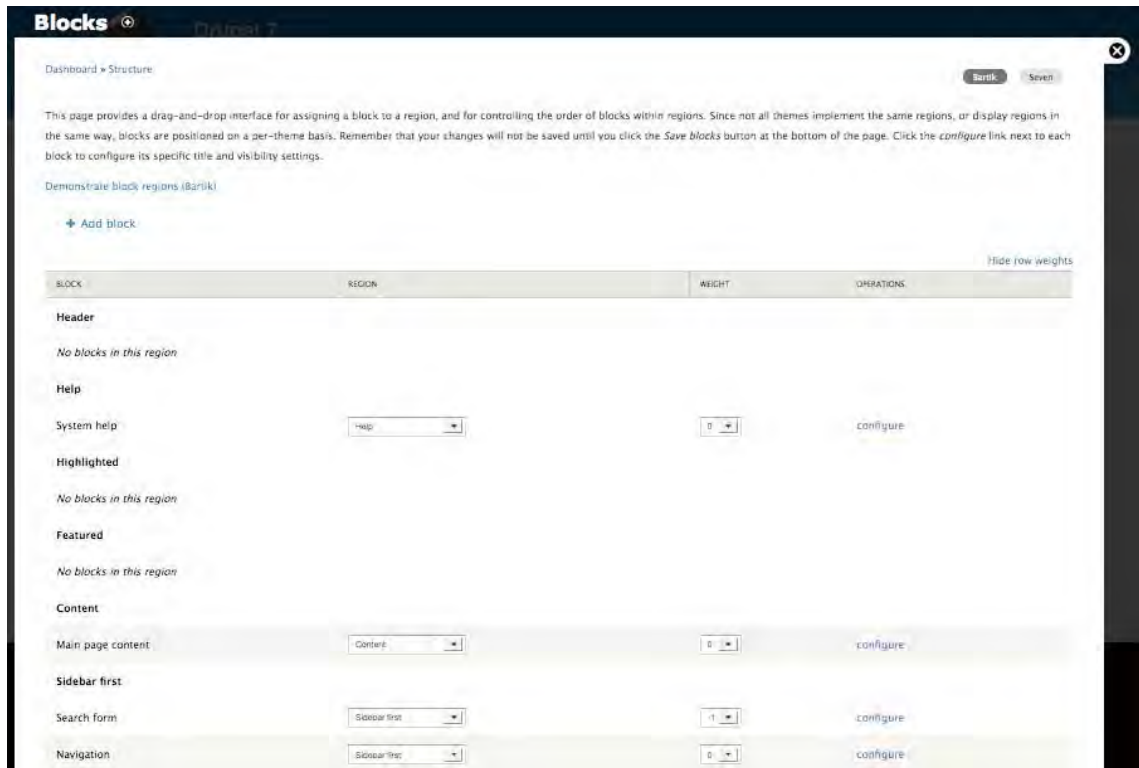 Blocks
Drupal 7
Dashboard » Structure
Bartik Seven
This page provides a drag-and-drop interface for assigning a block to a region, and for controlling the order of blocks within regions. Since not all themes implement the same regions, or display regions in
the same way, blocks are positioned on a per-theme basis. Remember that your changes will not be saved until you click the Save blocks button at the bottom of the page. Click the configure link next to each
block to configure its specific title and visibility settings.
Demonstrate block regions (Bartik)
+ Add block
Hide row weights
BLOCK REGION WEIGHT OPERATIONS
Header
No blocks in this region
Help
System help Help 0 configure
Highlighted
No blocks in this region
Featured
No blocks in this region
Content
Main page content Content 0 configure
Sidebar first
Search form Sidebar first -1 configure
Navigation Sidebar first 0 configure